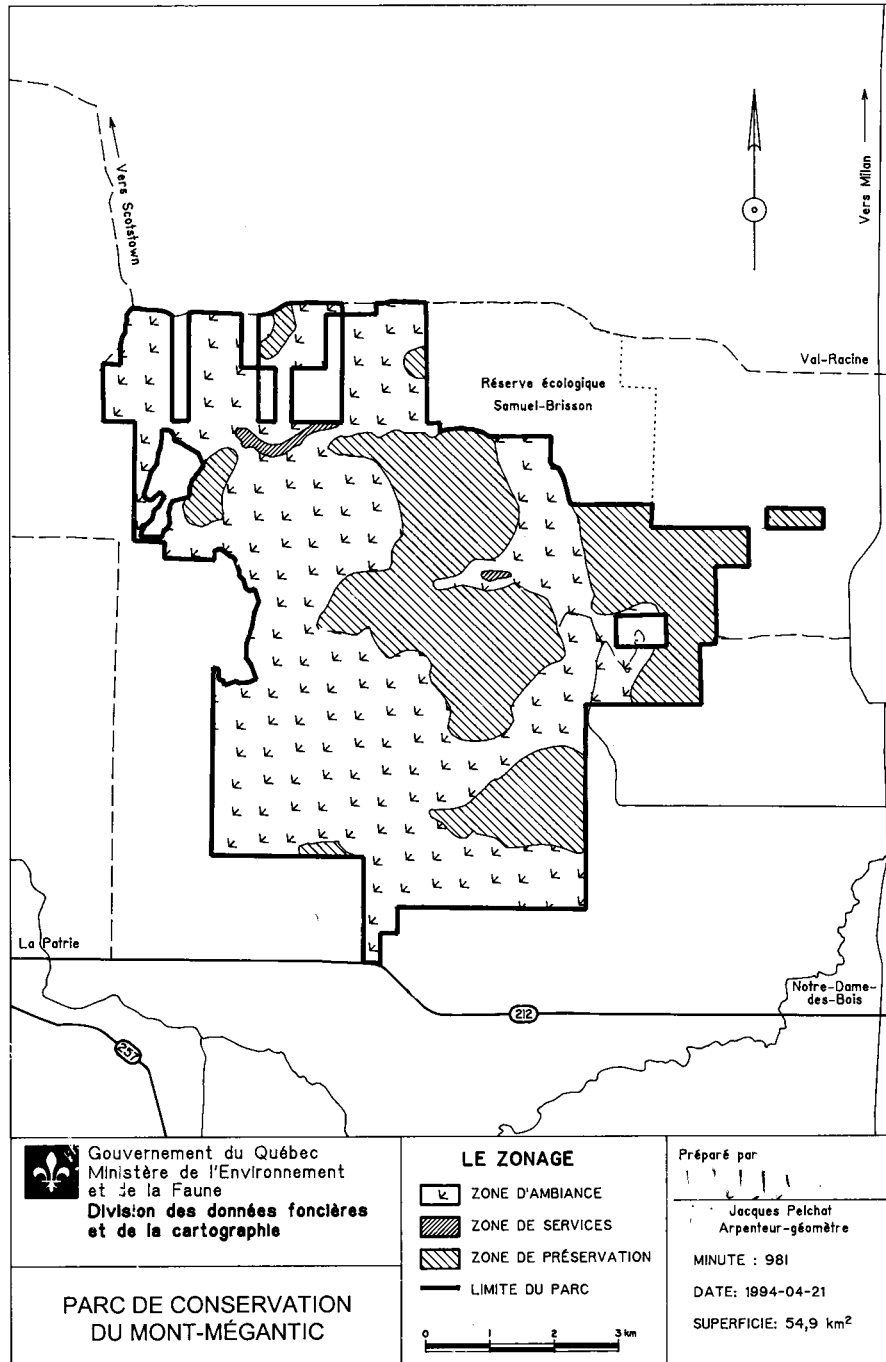 Vers Scotstown
Vers Milan
Val-Racine
Réserve écologique
Samuel-Brisson
La Patrie
Notre-Dame-
des-Bois
212
257
Gouvernement du Québec
Ministère de l'Environnement
et de la Faune
Division des données foncières
et de la cartographie
PARC DE CONSERVATION
DU MONT-MÉGANTIC
LE ZONAGE
ZONE D'AMBIANCE
ZONE DE SERVICES
ZONE DE PRÉSERVATION
LIMITE DU PARC
0 1 2 3 km
Préparé par
Jacques Pelchat
Arpenteur-géomètre
MINUTE : 981
DATE: 1994-04-21
SUPERFICIE: 54,9 km²